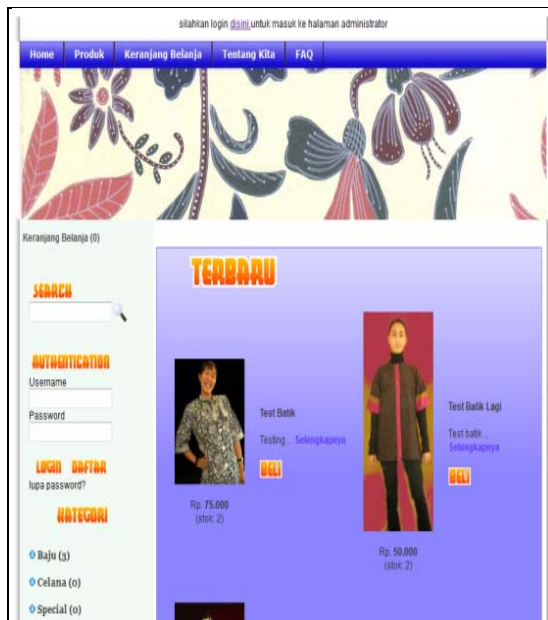 silahkan login disini untuk masuk ke halaman administrator
Home Produk Keranjang Belanja Tentang Kita FAQ
Keranjang Belanja (0)
SEARCH
AUTHENTICATION
Username
Password
LOGIN DAFTAR
lupa password?
KATEGORI
Baju (3)
Celana (0)
Special (0)
TERBARU
Test Batik
Testing ... Selengkapnya
BELI
Rp. 75.000
(stok: 2)
Test Batik Lagi
Test batik ...
Selengkapnya
BELI
Rp. 50.000
(stok: 2)